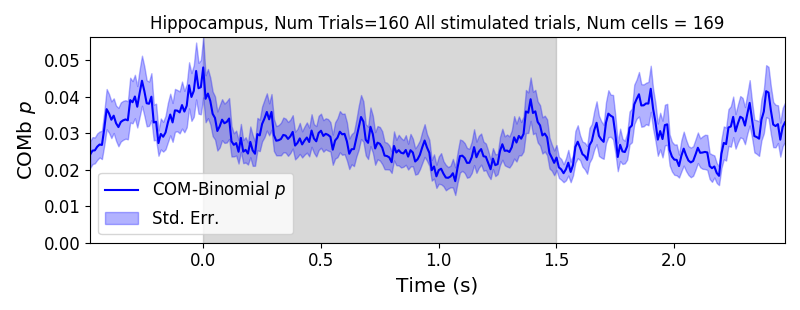 Hippocampus, Num Trials=160 All stimulated trials, Num cells = 169
COMb p
0.05
0.04
0.03
0.02
0.01
0.00
COM-Binomial p
Std. Err.
0.0 0.5 1.0 1.5 2.0
Time (s)